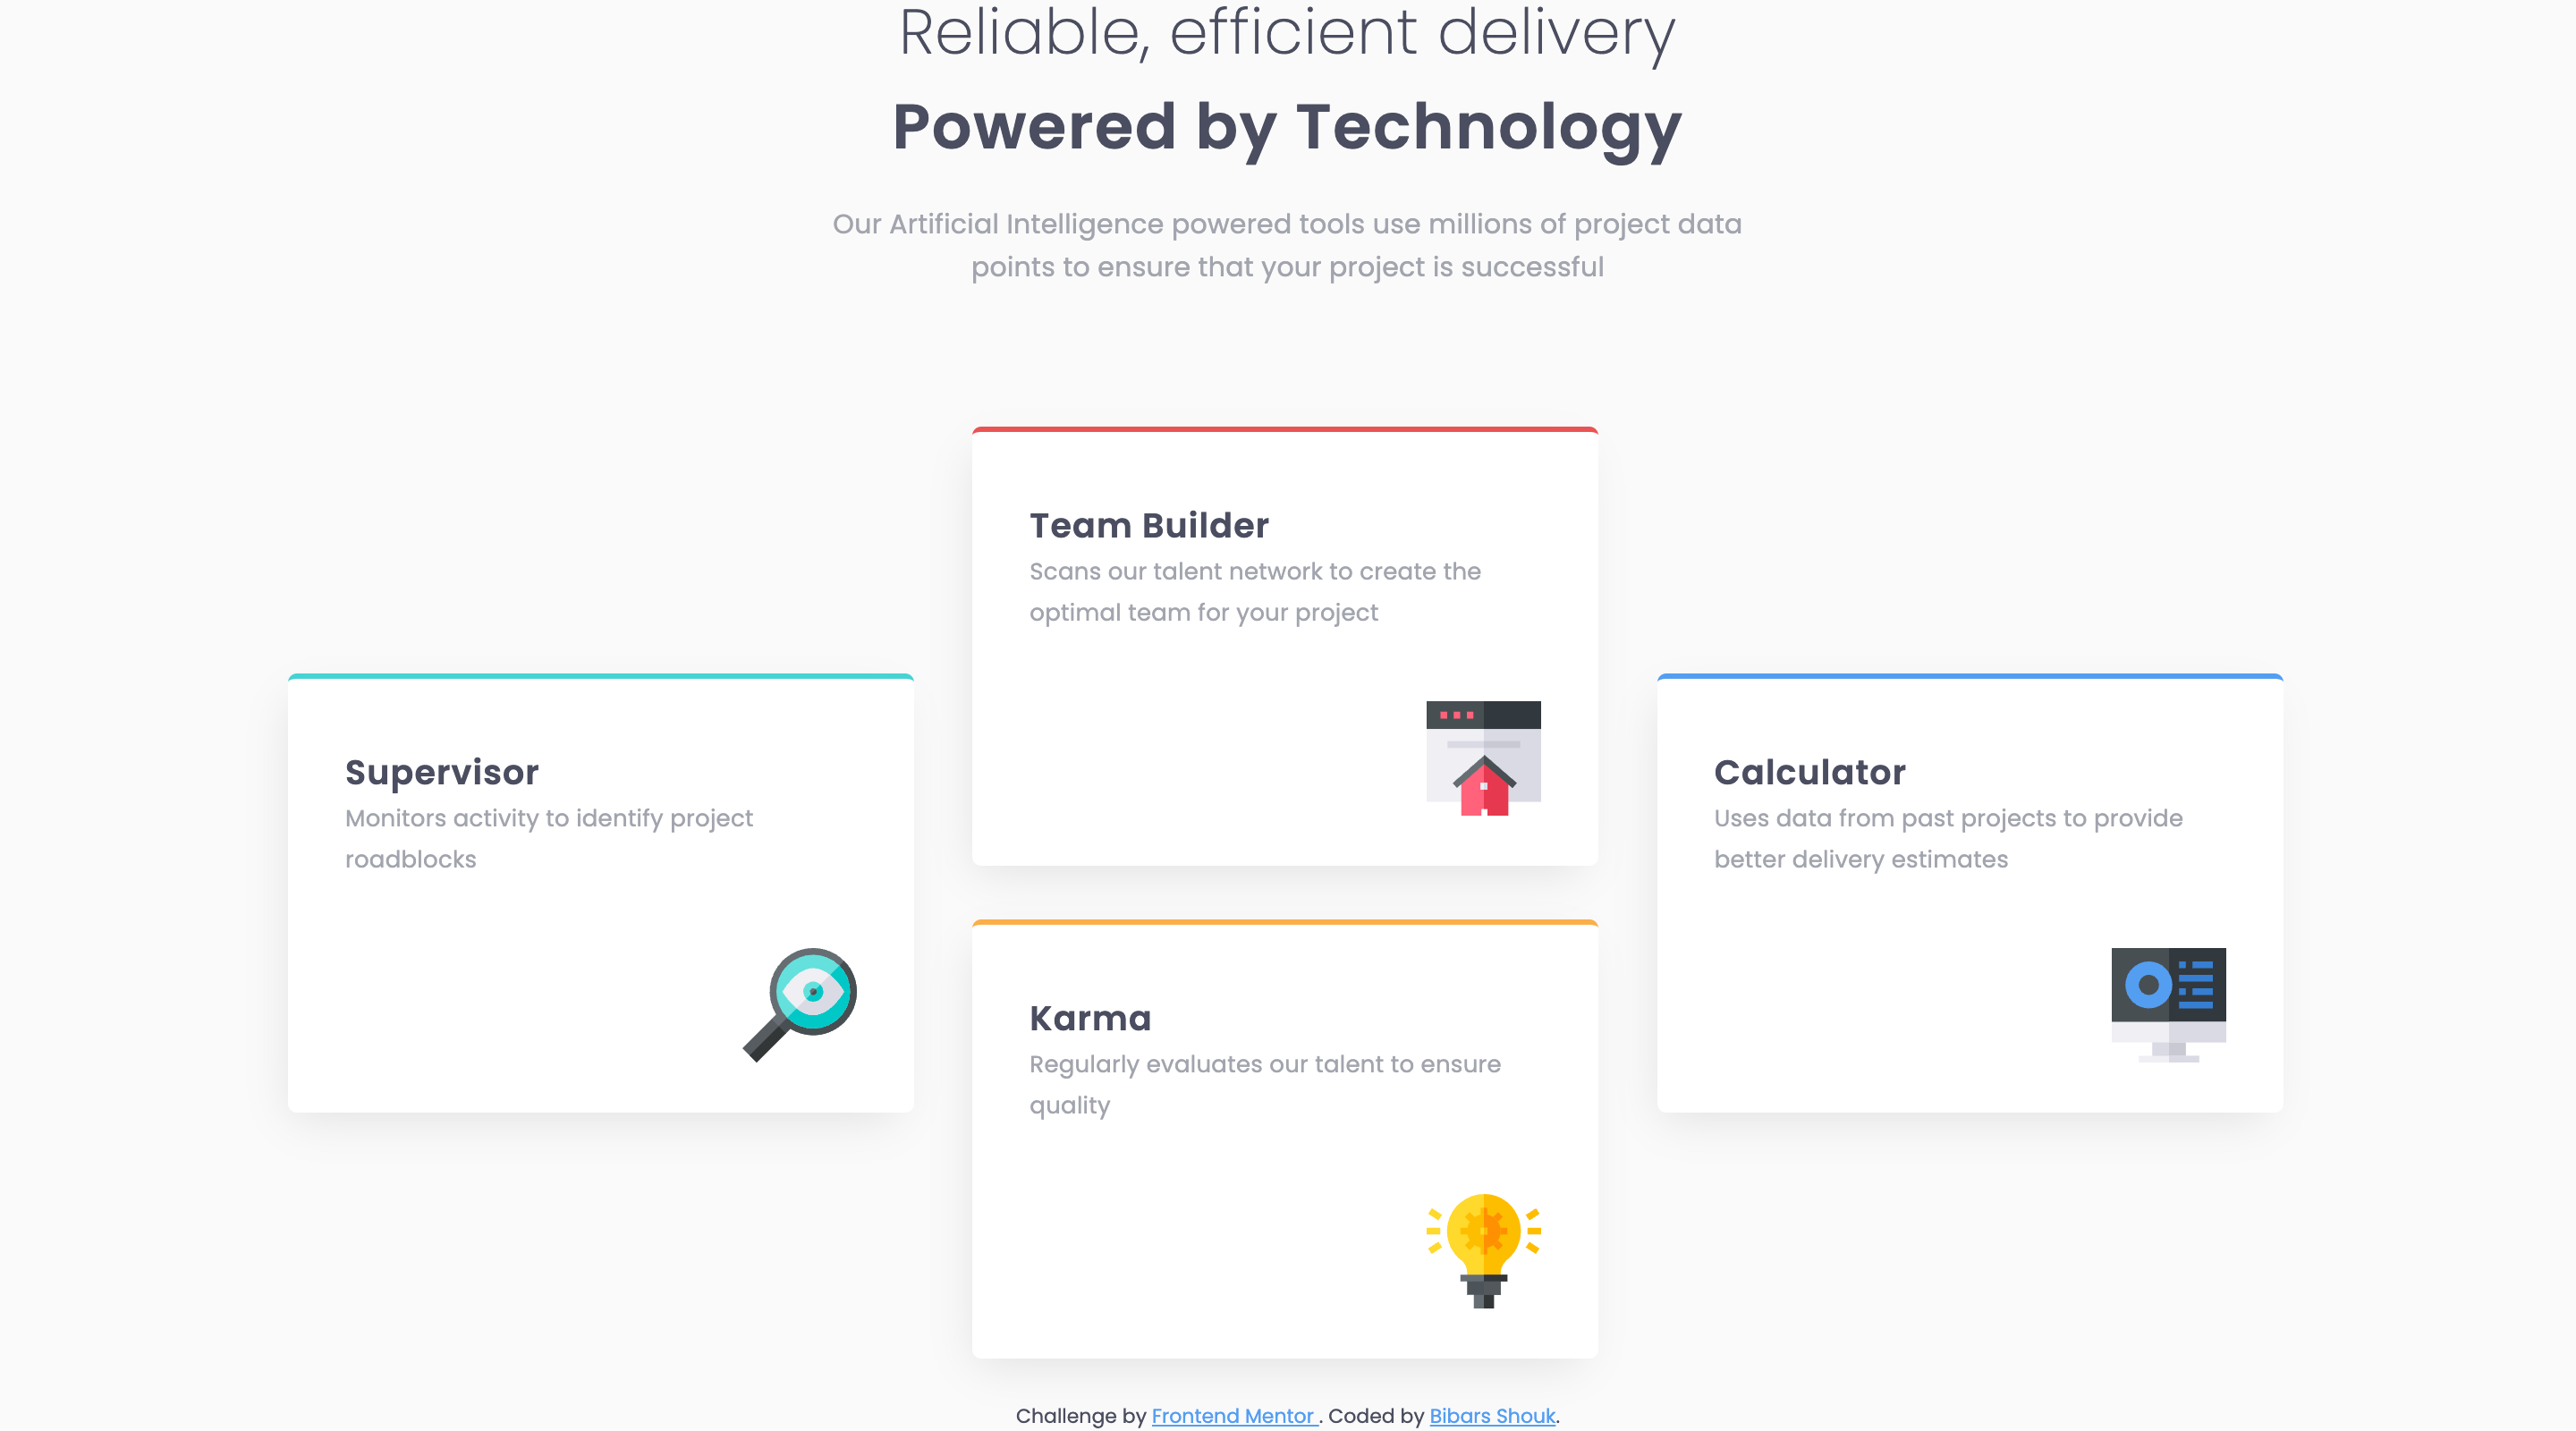 Reliable, efficient delivery
Powered by Technology
Our Artificial Intelligence powered tools use millions of project data
points to ensure that your project is successful
Supervisor
Monitors activity to identify project
roadblocks
Team Builder
Scans our talent network to create the
optimal team for your project
Karma
Regularly evaluates our talent to ensure
quality
Calculator
Uses data from past projects to provide
better delivery estimates
Challenge by Frontend Mentor . Coded by Bibars Shouk.